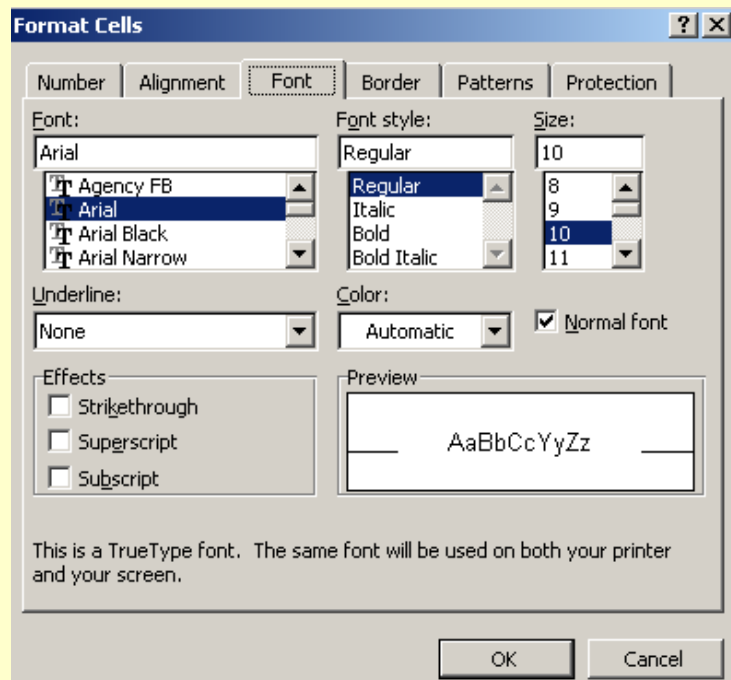 Format Cells
Number Alignment Font Border Patterns Protection
Font: Font style: Size:
Arial Regular 10
Agency FB Regular 8
Arial Italic 9
Arial Black Bold 10
Arial Narrow Bold Italic 11
Underline: Color:
None Automatic Normal font
Effects Preview
Strikethrough
Superscript AaBbCcYyZz
Subscript
This is a TrueType font. The same font will be used on both your printer
and your screen.
OK Cancel